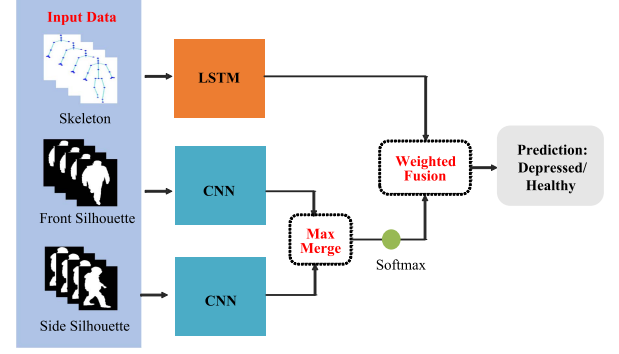 Input Data
Skeleton
LSTM
Front Silhouette
CNN
Side Silhouette
CNN
Max
Merge
Softmax
Weighted
Fusion
Prediction:
Depressed/
Healthy